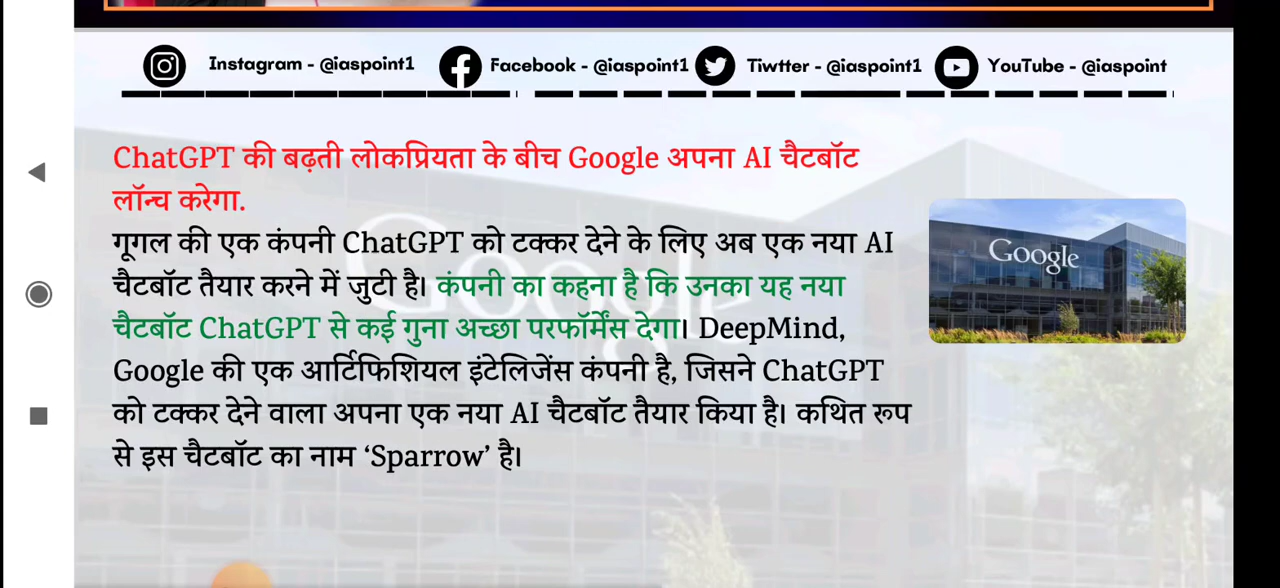 Instagram - @iaspoint1 Facebook - @iaspoint1 Tiwtter - @iaspoint1 YouTube - @iaspoint
ChatGPT की बढ़ती लोकप्रियता के बीच Google अपना AI चैटबॉट
लॉन्च करेगा.
गूगल की एक कंपनी ChatGPT को टक्कर देने के लिए अब एक नया AI
चैटबॉट तैयार करने में जुटी है। कंपनी का कहना है कि उनका यह नया
चैटबॉट ChatGPT से कई गुना अच्छा परफॉर्मेंस देगा। DeepMind,
Google की एक आर्टिफिशियल इंटेलिजेंस कंपनी है, जिसने ChatGPT
को टक्कर देने वाला अपना एक नया AI चैटबॉट तैयार किया है। कथित रूप
से इस चैटबॉट का नाम ‘Sparrow’ है।
Google